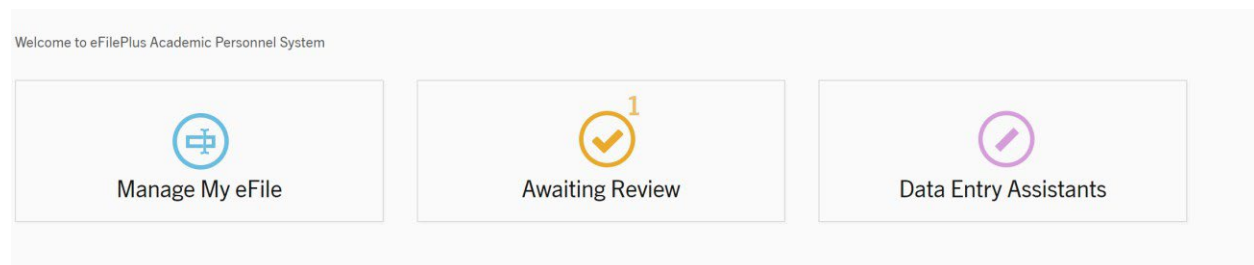 Welcome to eFilePlus Academic Personnel System
1
Manage My eFile
Awaiting Review
Data Entry Assistants